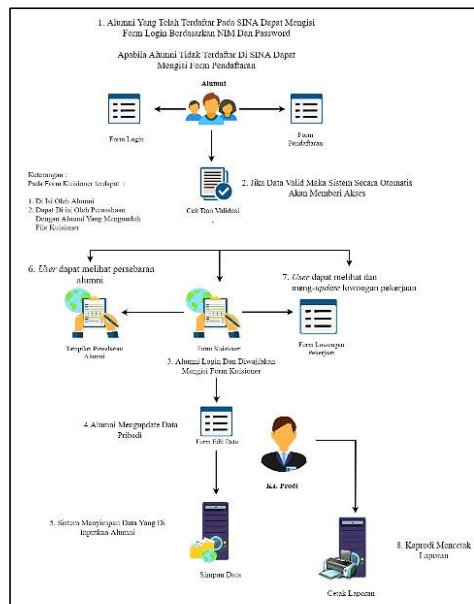 1. Alumni Yang Telah Terdaftar Pada SINA Dapat Mengisi
Form Login Berdasarkan NIM Dan Password
Apabila Alumni Tidak Terdaftar Di SINA Dapat
Mengisi Form Pendaftaran
Alumni
Form Login
Form
Pendaftaran
Keterangan :
Pada Form Kuisioner terdapat :
1. Di Isi Oleh Alumni
2. Dapat Di isi Oleh Perusahaan
Dengan Alumni Yang Mengunduh
File Kuisioner
2. Jika Data Valid Maka Sistem Secara Otomatis
Akan Memberi Akses
Cek Dan Validasi
6. User dapat melihat persebaran
alumni
7. User dapat melihat dan
meng-update lowongan pekerjaan
Tampilan Persebaran
Alumni
Form Kuisioner
Form Lowongan
Pekerjaan
3. Alumni Login Dan Diwajibkan
Mengisi Form Kuisioner
4 Alumni Mengupdate Data
Pribadi
Form Edit Data
Ka. Prodi
5. Sistem Menyimpan Data Yang Di
Inputkan Alumni
Simpan Data
8. Kaprodi Mencetak
Laporan
Cetak Laporan